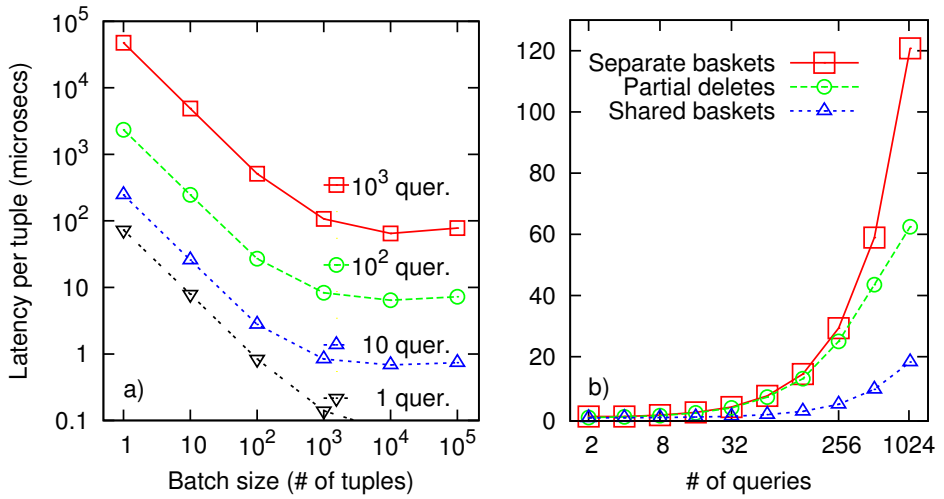 10^5
10^4
10^3
10^2
10
1
0.1
Latency per tuple (microsecs)
10^3 quer.
10^2 quer.
10 quer.
1 quer.
a)
1 10 10^2 10^3 10^4 10^5
Batch size (# of tuples)
120
100
80
60
40
20
0
Separate baskets
Partial deletes
Shared baskets
b)
2 8 32 256 1024
# of queries